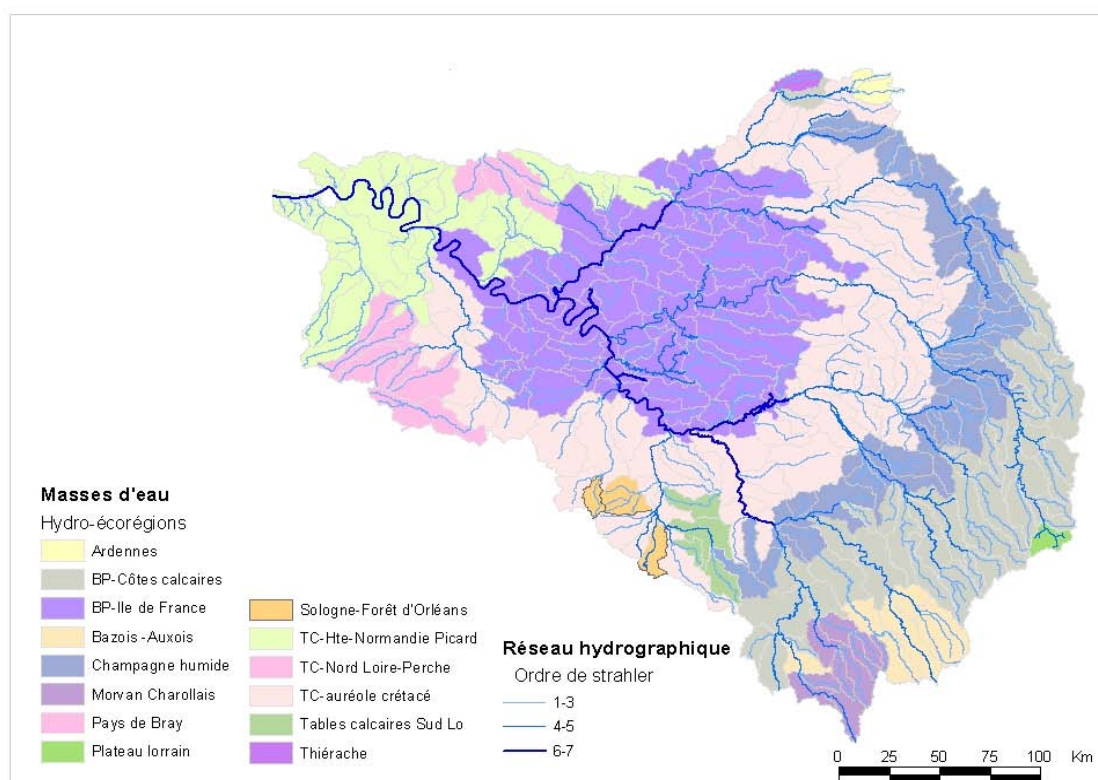 Masses d'eau
Hydro-écorégions
Ardennes
BP-Côtes calcaires
BP-Ile de France
Bazois -Auxois
Champagne humide
Morvan Charollais
Pays de Bray
Plateau lorrain
Sologne-Forêt d'Orléans
TC-Hte-Normandie Picard
TC-Nord Loire-Perche
TC-auréole crétacé
Tables calcaires Sud Lo
Thiérache
Réseau hydrographique
Ordre de strahler
1-3
4-5
6-7
0 25 50 75 100 Km